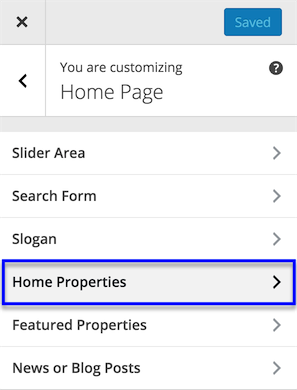 Saved
You are customizing
Home Page
Slider Area
Search Form
Slogan
Home Properties
Featured Properties
News or Blog Posts